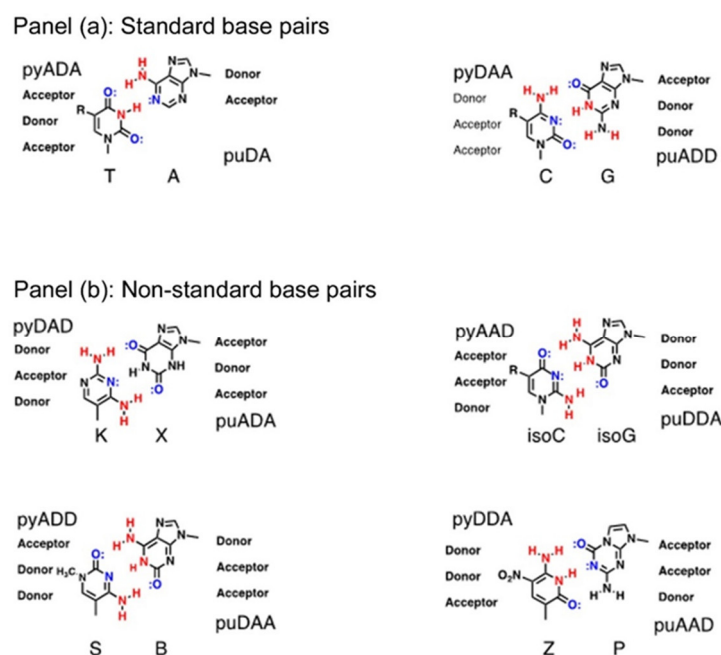 Panel (a): Standard base pairs
pyADA
Acceptor
Donor
Acceptor
H
H N
O:
N N
:N N
R N-H
N O:
Donor
Acceptor
puDA
T A
pyDAA
Donor
Acceptor
Acceptor
H H
N
R N:
N O:
:O N N
H-N N
H N H
Acceptor
Donor
Donor
puADD
C G
Panel (b): Non-standard base pairs
pyDAD
Donor
Acceptor
Donor
H H
N
N N:
N H
H
:O N N
H N NH
:O
Acceptor
Donor
Acceptor
puADA
K X
pyAAD
Acceptor
Acceptor
Donor
O:
R N:
N N H
H
H
H N N N
H N N
:O
Donor
Donor
Acceptor
puDDA
isoC isoG
pyADD
Acceptor
Donor
Donor
O:
H₃C N N
N H
H
H
H N N N
H N N
:O
Donor
Acceptor
Acceptor
puDAA
S B
pyDDA
Donor
Donor
Acceptor
H H
N
O₂N N H
O:
:O N N
:N N
H N H
Acceptor
Acceptor
Donor
puAAD
Z P